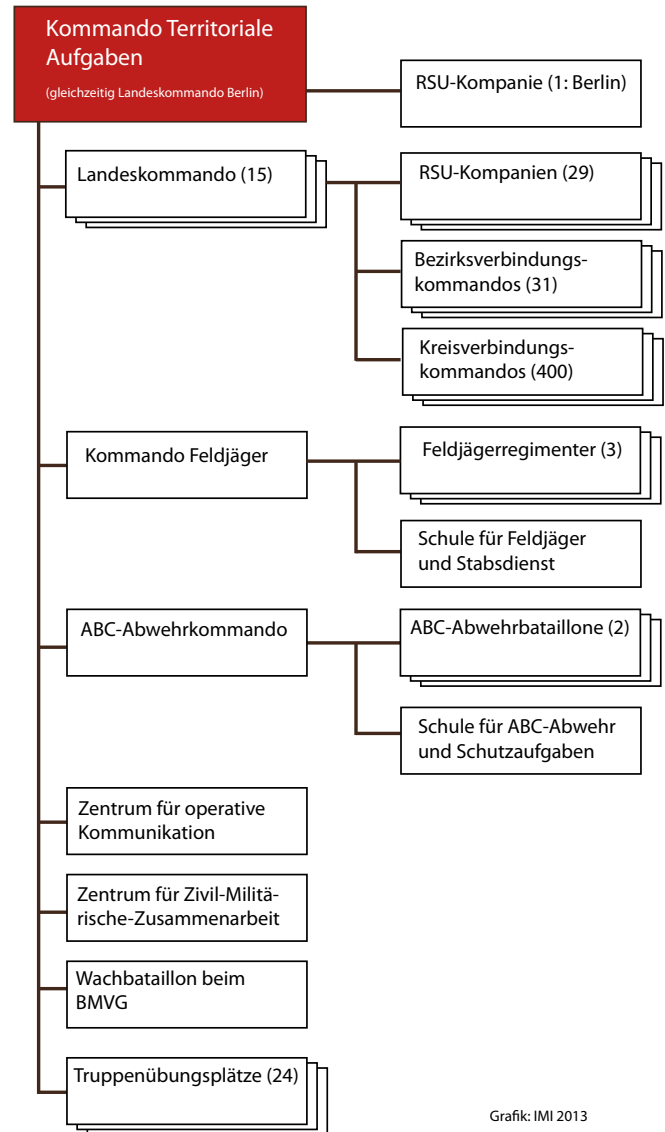 Kommando Territoriale
Aufgaben
(gleichzeitig Landeskommando Berlin)
RSU-Kompanie (1: Berlin)
Landeskommando (15)
RSU-Kompanien (29)
Bezirksverbindungs-
kommandos (31)
Kreisverbindungs-
kommandos (400)
Kommando Feldjäger
Feldjägerregimenter (3)
Schule für Feldjäger
und Stabsdienst
ABC-Abwehrkommando
ABC-Abwehrbataillone (2)
Schule für ABC-Abwehr
und Schutzaufgaben
Zentrum für operative
Kommunikation
Zentrum für Zivil-Militä-
rische-Zusammenarbeit
Wachbataillon beim
BMVG
Truppenübungsplätze (24)
Grafik: IMI 2013